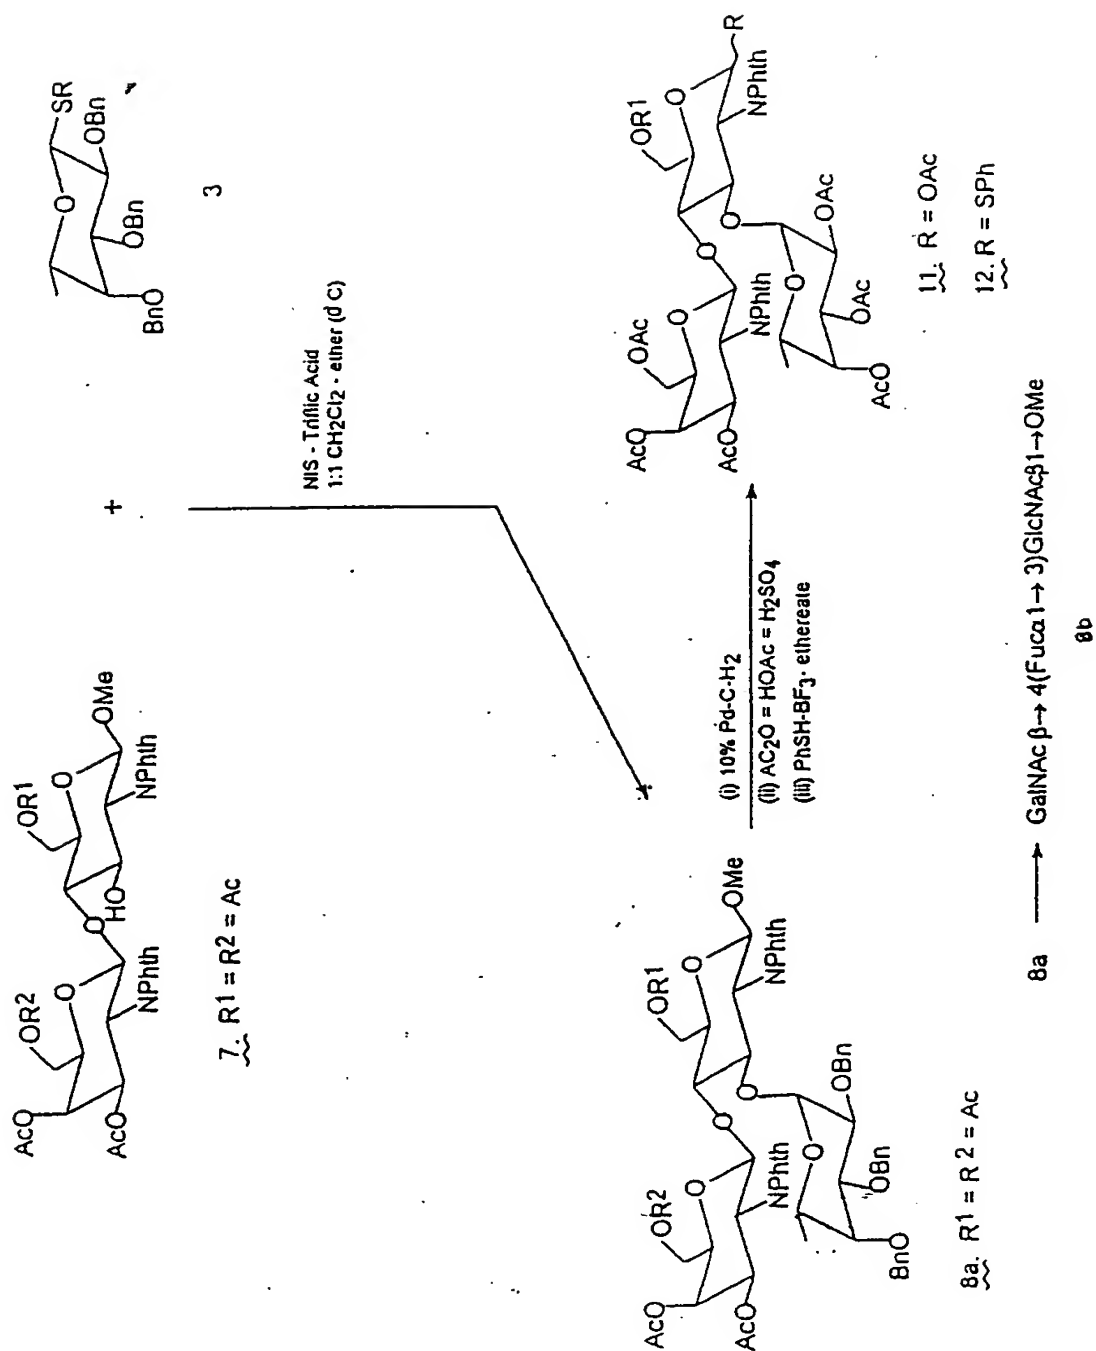 AcO
OR2
O
AcO
NPhth
O
HO
OR1
O
OMe
NPhth
7. R1 = R2 = Ac
+
O
SR
OBn
OBn
BnO
3
NIS - Triflic Acid
1:1 CH2Cl2 - ether (d C)
AcO
OR2
O
AcO
NPhth
O
O
OR1
O
OMe
NPhth
O
OBn
OBn
BnO
8a. R1 = R2 = Ac
(i) 10% Pd-C-H2
(ii) AC2O = HOAc = H2SO4
(iii) PhSH-BF3· ethereate
AcO
OAc
O
AcO
NPhth
O
O
OR1
O
R
NPhth
O
OAc
OAc
AcO
11. R = OAc
12. R = SPh
8a → GalNAcβ→ 4(Fucα1→ 3)GlcNAcβ1→OMe
8b